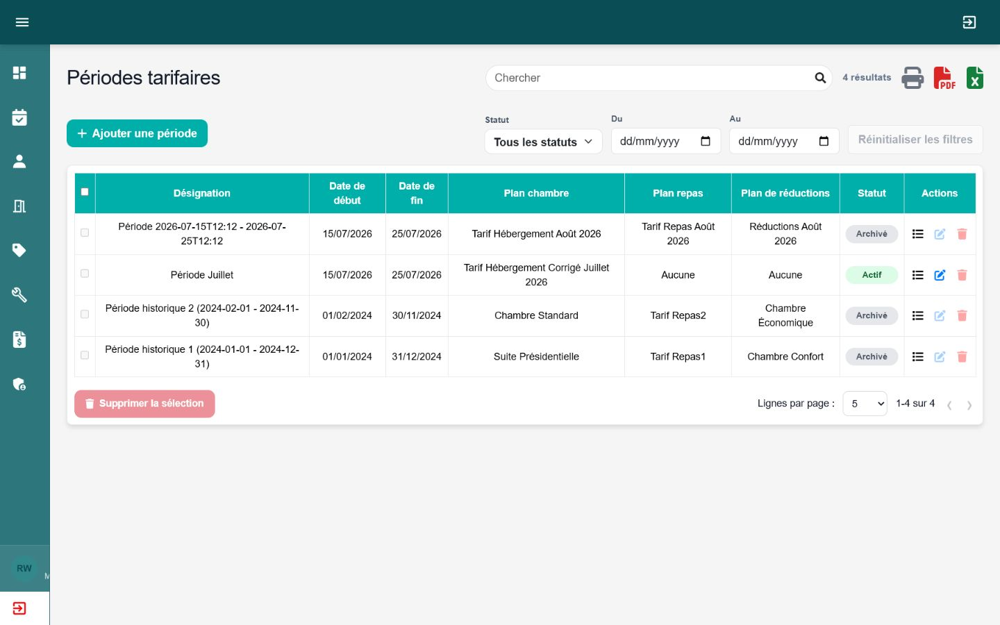 Périodes tarifaires
Chercher
4 résultats
PDF
X
Ajouter une période
Statut
Tous les statuts
Du
dd/mm/yyyy
Au
dd/mm/yyyy
Réinitialiser les filtres
Désignation
Date de
début
Date de
fin
Plan chambre
Plan repas
Plan de réductions
Statut
Actions
Période 2026-07-15T12:12 - 2026-07-
25T12:12
15/07/2026
25/07/2026
Tarif Hébergement Août 2026
Tarif Repas Août
2026
Réductions Août
2026
Archivé
Période Juillet
15/07/2026
25/07/2026
Tarif Hébergement Corrigé Juillet
2026
Aucune
Aucune
Actif
Période historique 2 (2024-02-01 - 2024-11-
30)
01/02/2024
30/11/2024
Chambre Standard
Tarif Repas2
Chambre
Économique
Archivé
Période historique 1 (2024-01-01 - 2024-12-
31)
01/01/2024
31/12/2024
Suite Présidentielle
Tarif Repas1
Chambre Confort
Archivé
Supprimer la sélection
Lignes par page :
5
1-4 sur 4
RW
M